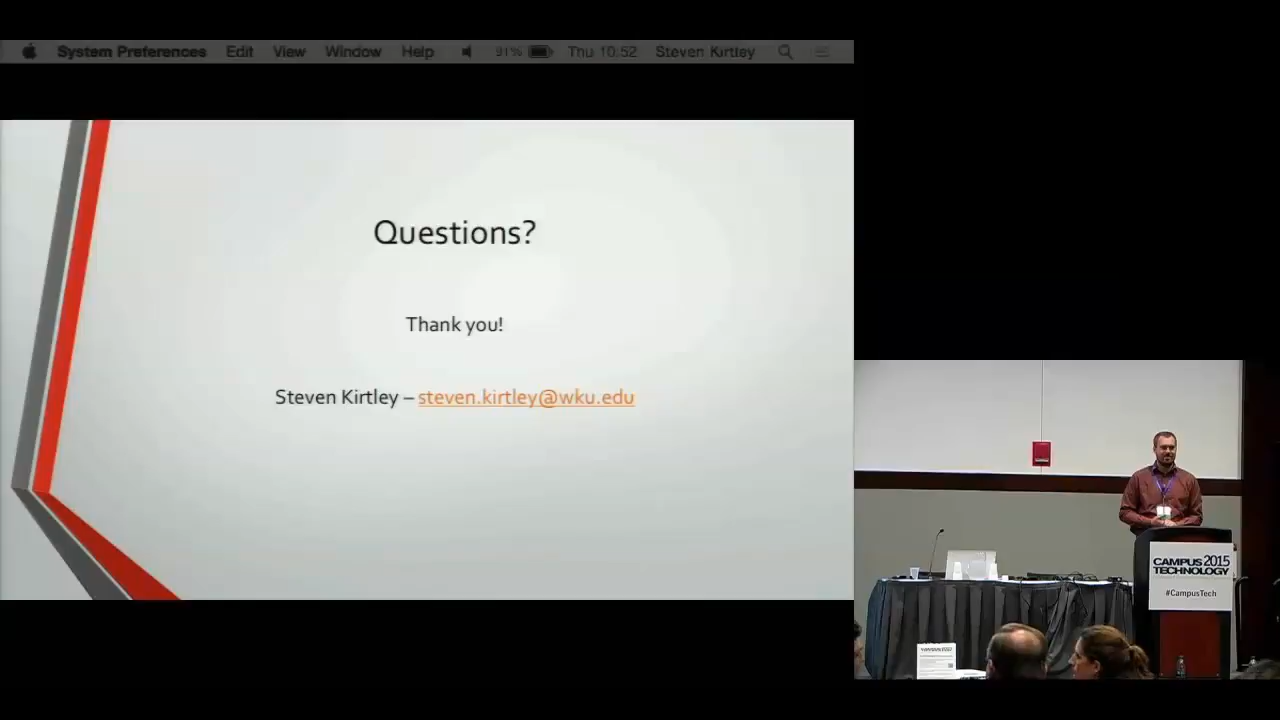 System Preferences Edit View Window Help 91% Thu 10:52 Steven Kirtley
Questions?
Thank you!
Steven Kirtley – steven.kirtley@wku.edu
CAMPUS 2015
TECHNOLOGY
#CampusTech